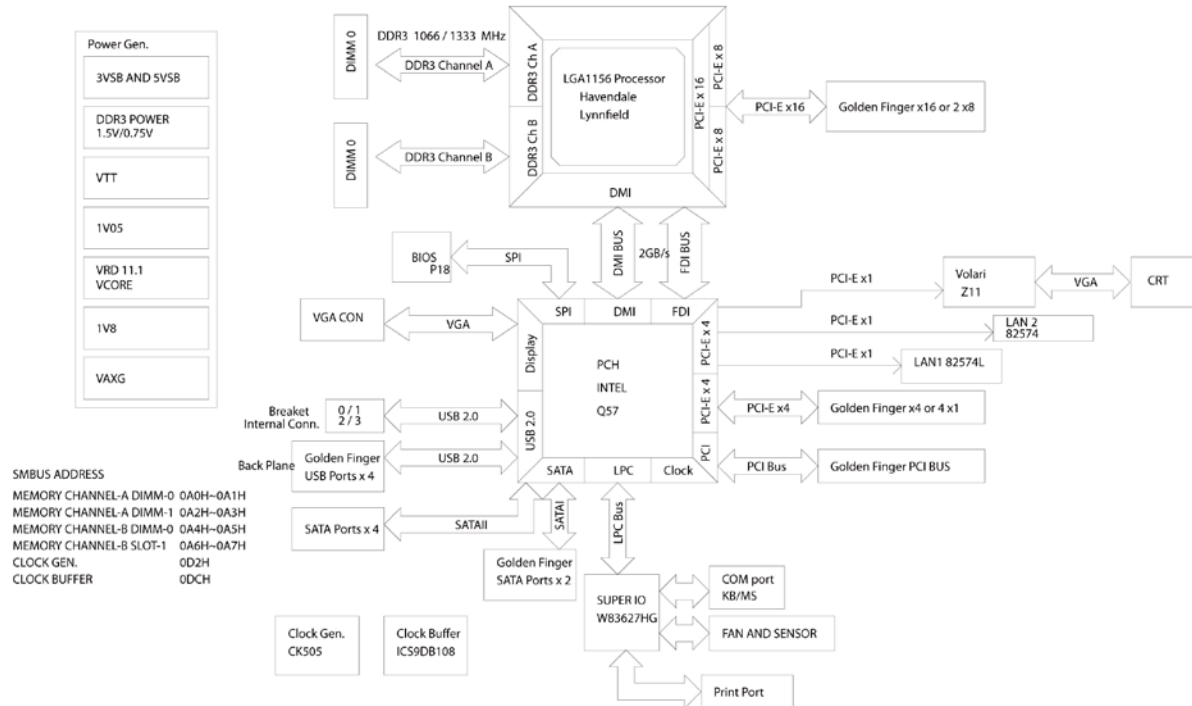 Power Gen.
3VSB AND 5VSB
DDR3 POWER
1.5V/0.75V
VTT
1V05
VRD 11.1
VCORE
1V8
VAXG
DIMM 0
DDR3 1066 / 1333 MHz
DDR3 Channel A
DIMM 0
DDR3 Channel B
DDR3 Ch A
DDR3 Ch B
LGA1156 Processor
Havendale
Lynnfield
PCI-E x 16
PCI-E x 8
PCI-E x 8
DMI
PCI-E x16
Golden Finger x16 or 2 x8
DMI BUS
2GB/s
FDI BUS
BIOS
P18
SPI
VGA CON
VGA
SPI
DMI
FDI
Display
USB 2.0
PCH
INTEL
Q57
PCI-E x 4
PCI-E x 4
PCI
SATA
LPC
Clock
PCI-E x1
Volari
Z11
VGA
CRT
PCI-E x1
LAN 2
82574
PCI-E x1
LAN1 82574L
PCI-E x4
Golden Finger x4 or 4 x1
PCI Bus
Golden Finger PCI BUS
Breaket
Internal Conn.
0 / 1
2 / 3
USB 2.0
Back Plane
Golden Finger
USB Ports x 4
USB 2.0
SATA Ports x 4
SATAII
SATAI
Golden Finger
SATA Ports x 2
LPC Bus
SUPER IO
W83627HG
COM port
KB/MS
FAN AND SENSOR
Print Port
SMBUS ADDRESS
MEMORY CHANNEL-A DIMM-0 0A0H~0A1H
MEMORY CHANNEL-A DIMM-1 0A2H~0A3H
MEMORY CHANNEL-B DIMM-0 0A4H~0A5H
MEMORY CHANNEL-B SLOT-1 0A6H~0A7H
CLOCK GEN. 0D2H
CLOCK BUFFER 0DCH
Clock Gen.
CK505
Clock Buffer
ICS9DB108